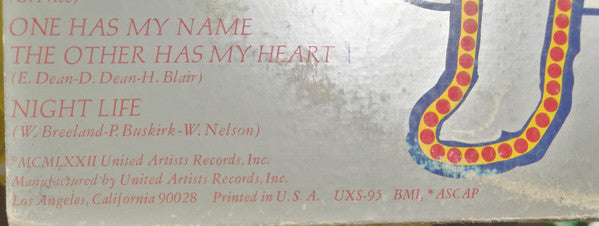 ONE HAS MY NAME
THE OTHER HAS MY HEART
(E. Dean-D. Dean-H. Blair)
NIGHT LIFE
(W. Breeland-P. Buskirk-W. Nelson)
*MCMLXXII United Artists Records, Inc.
Manufactured by United Artists Records, Inc.
Los Angeles, California 90028 Printed in U. S. A. UXS-95 BMI, *ASCAP